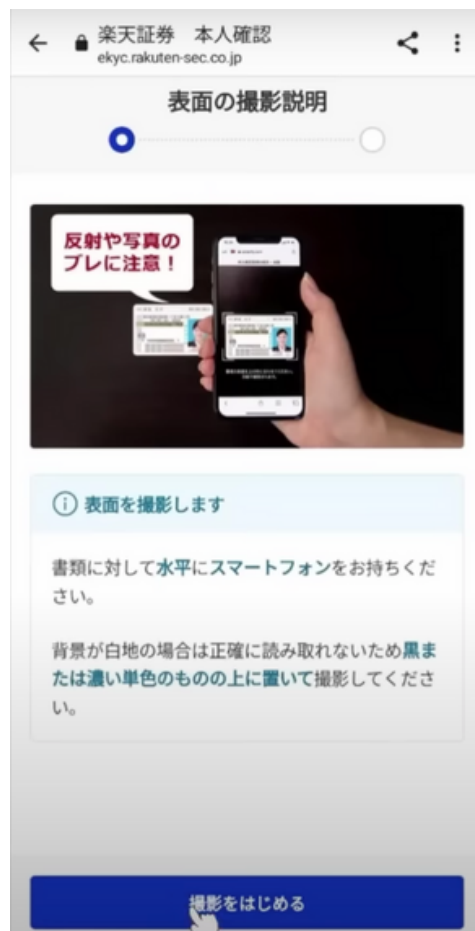 楽天証券 本人確認
ekyc.rakuten-sec.co.jp
表面の撮影説明
反射や写真の
ブレに注意！
表面を撮影します
書類に対して水平にスマートフォンをお持ちくだ
さい。
背景が白地の場合は正確に読み取れないため黒ま
たは濃い単色のものの上に置いて撮影してくださ
い。
撮影をはじめる